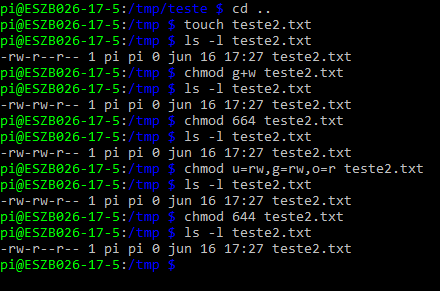 pi@ESZB026-17-5:/tmp/teste $ cd ..
pi@ESZB026-17-5:/tmp $ touch teste2.txt
pi@ESZB026-17-5:/tmp $ ls -l teste2.txt
-rw-r--r-- 1 pi pi 0 jun 16 17:27 teste2.txt
pi@ESZB026-17-5:/tmp $ chmod g+w teste2.txt
pi@ESZB026-17-5:/tmp $ ls -l teste2.txt
-rw-rw-r-- 1 pi pi 0 jun 16 17:27 teste2.txt
pi@ESZB026-17-5:/tmp $ chmod 664 teste2.txt
pi@ESZB026-17-5:/tmp $ ls -l teste2.txt
-rw-rw-r-- 1 pi pi 0 jun 16 17:27 teste2.txt
pi@ESZB026-17-5:/tmp $ chmod u=rw,g=rw,o=r teste2.txt
pi@ESZB026-17-5:/tmp $ ls -l teste2.txt
-rw-rw-r-- 1 pi pi 0 jun 16 17:27 teste2.txt
pi@ESZB026-17-5:/tmp $ chmod 644 teste2.txt
pi@ESZB026-17-5:/tmp $ ls -l teste2.txt
-rw-r--r-- 1 pi pi 0 jun 16 17:27 teste2.txt
pi@ESZB026-17-5:/tmp $